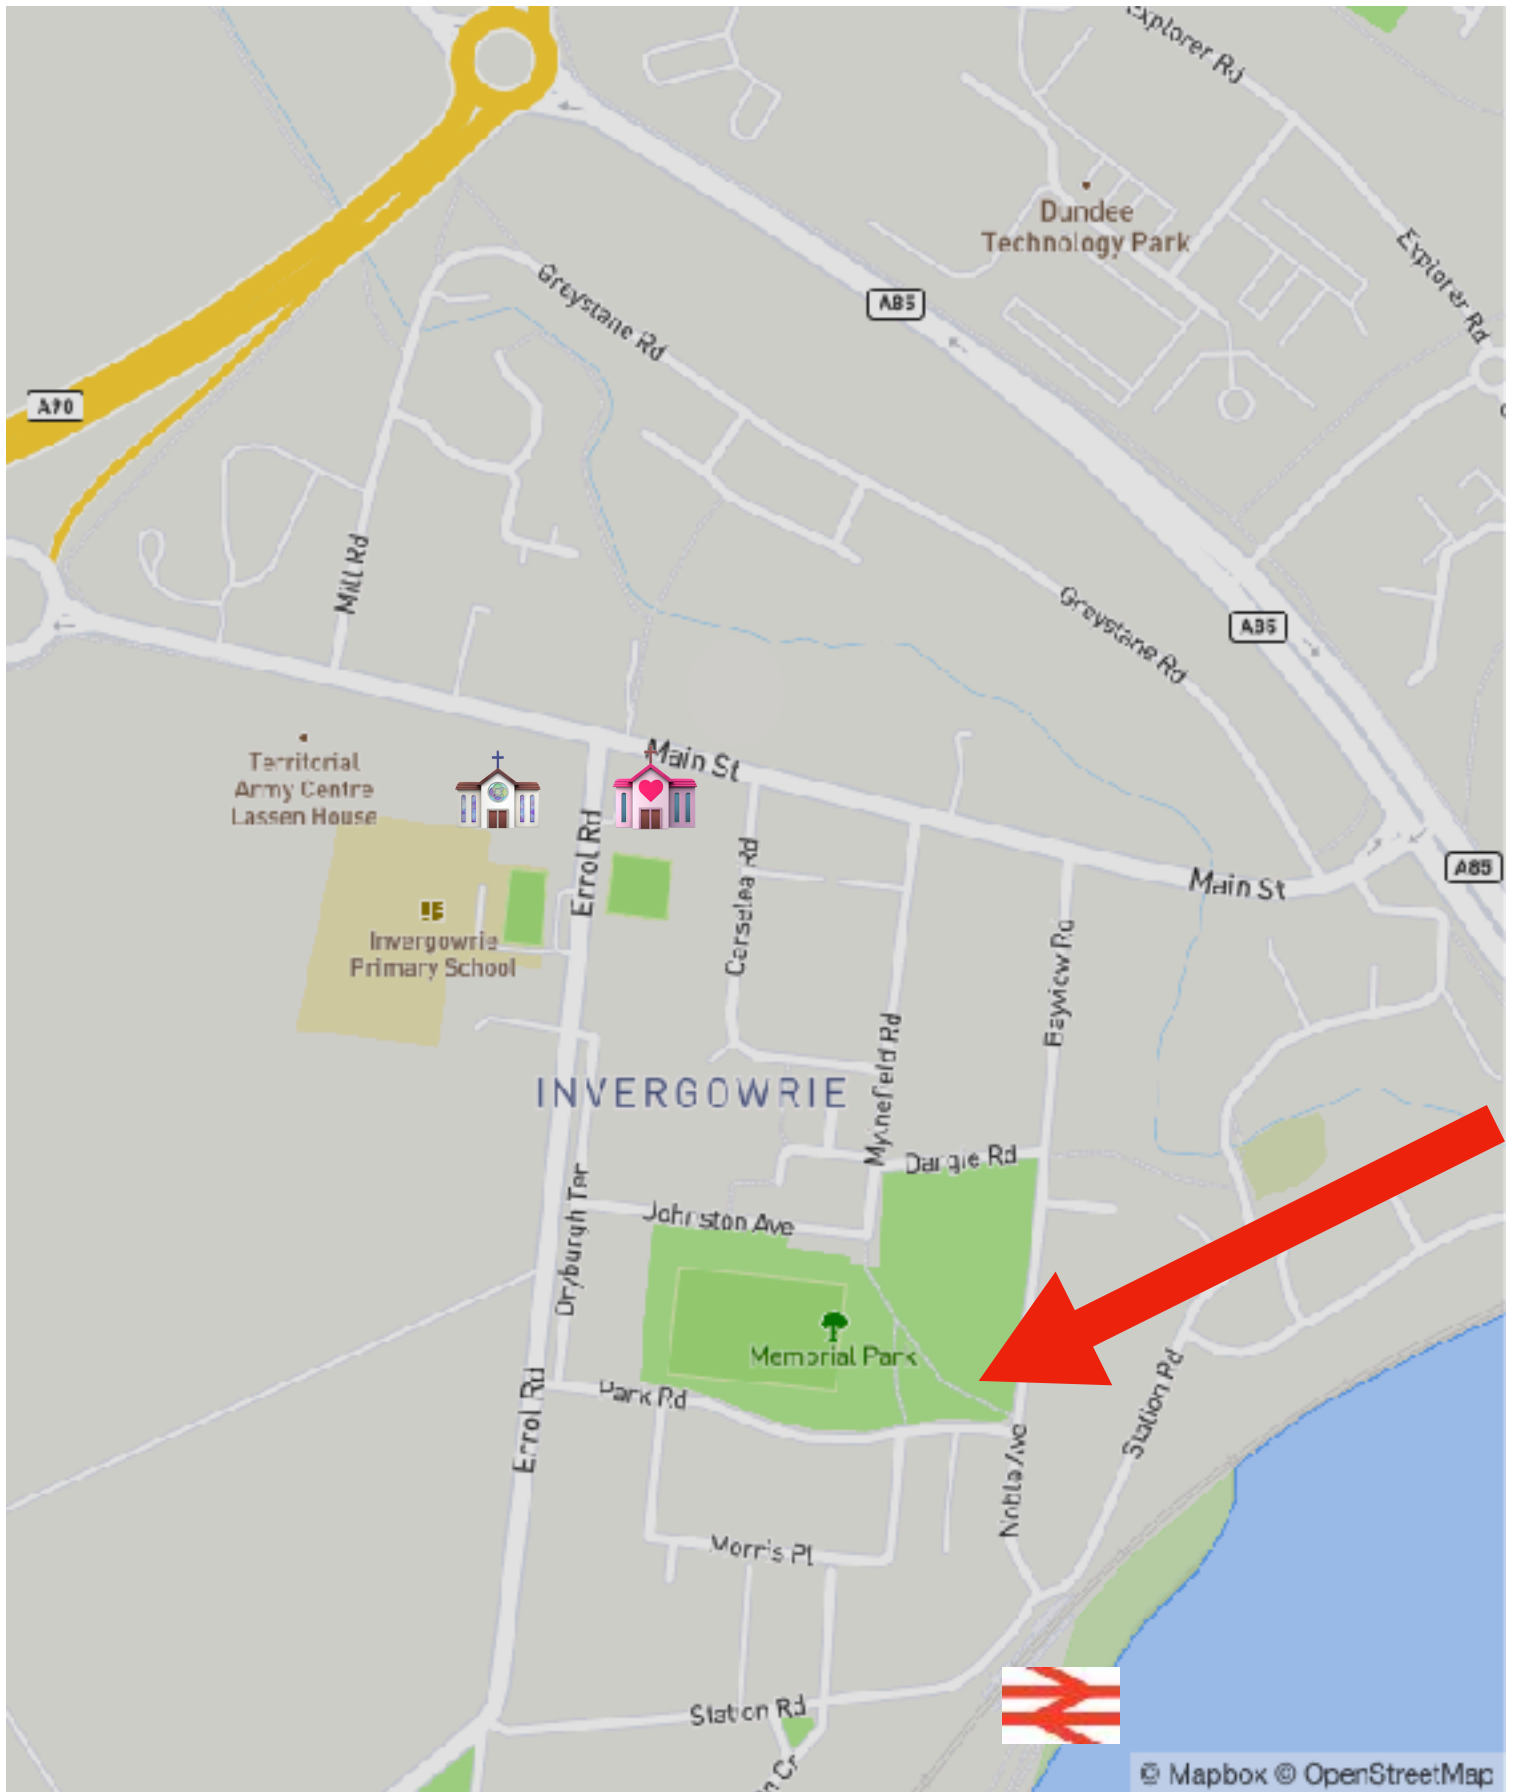 Explorer Rd
Dundee
Technology Park
Explorer Rd
Greystane Rd
A85
A90
Mill Rd
Greystane Rd
A85
Main St
Territorial
Army Centre
Lassen House
Errol Rd
Carselea Rd
Main St
A85
Invergowrie
Primary School
Bayview Rd
Mylnefield Rd
INVERGOWRIE
Dargie Rd
Johnston Ave
Dryburgh Ter
Memorial Park
Park Rd
Errol Rd
Station Rd
Noble Ave
Morris Pl
Station Rd
© Mapbox © OpenStreetMap